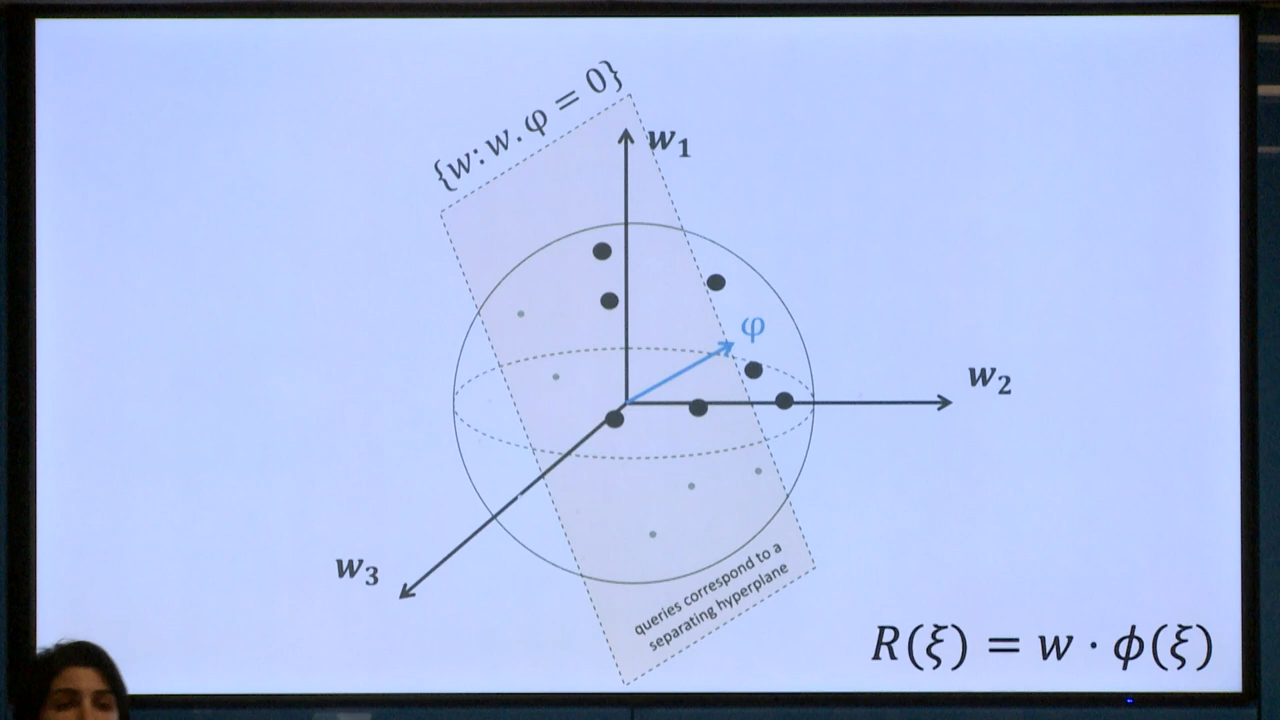 {w: w. φ = 0}
w₁
φ
w₂
w₃
queries correspond to a
separating hyperplane
R(ξ) = w · ϕ(ξ)